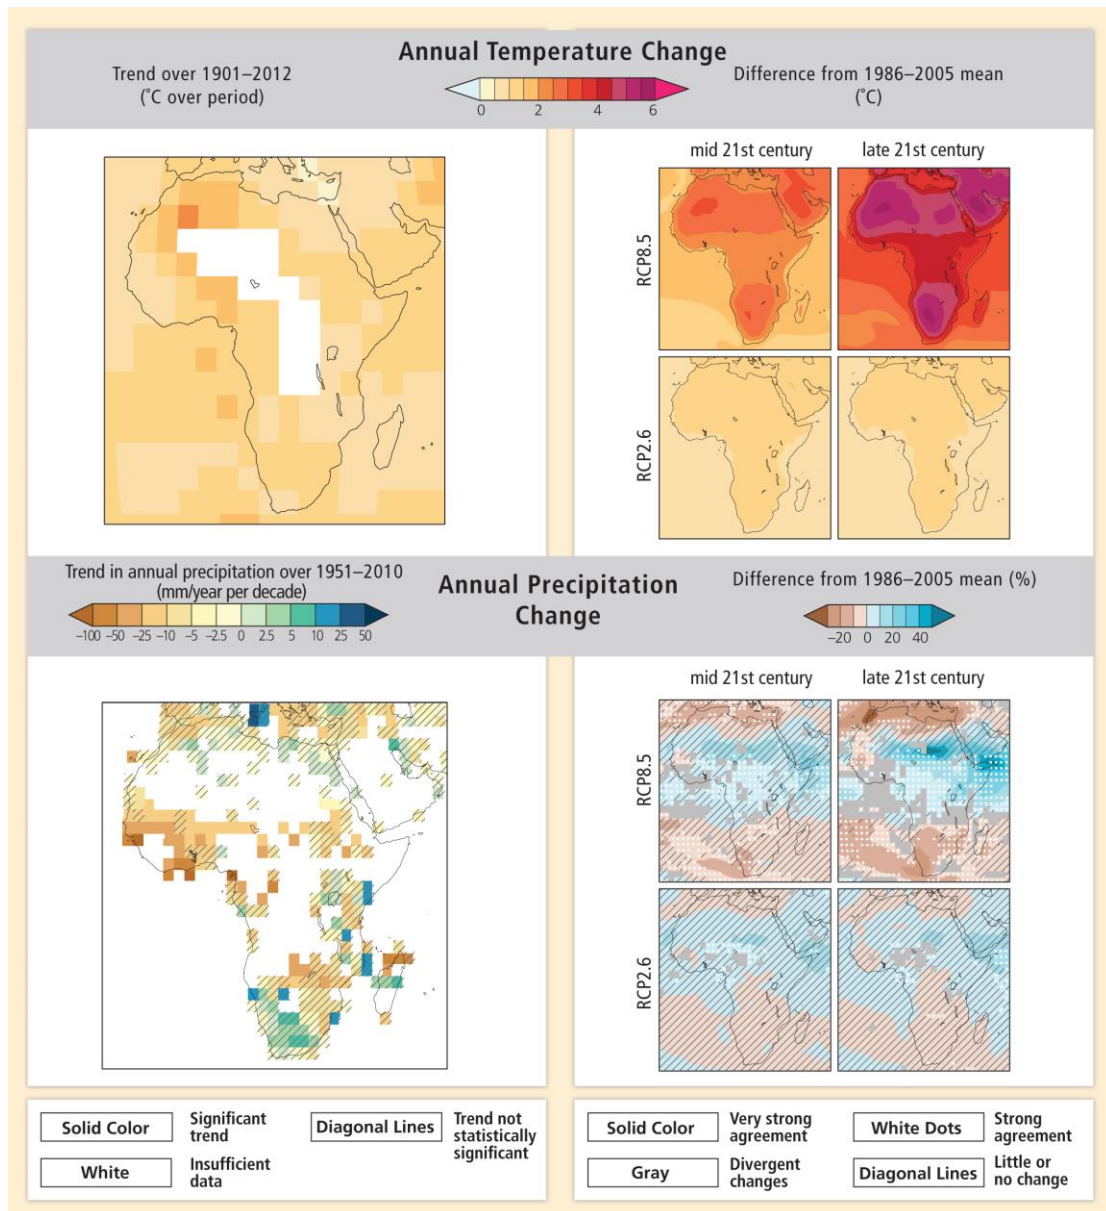 Annual Temperature Change
Trend over 1901–2012
(˚C over period)
0 2 4 6
Difference from 1986–2005 mean
(˚C)
mid 21st century
late 21st century
RCP8.5
RCP2.6
Trend in annual precipitation over 1951–2010
(mm/year per decade)
–100 –50 –25 –10 –5 –2.5 0 2.5 5 10 25 50
Annual Precipitation
Change
Difference from 1986–2005 mean (%)
–20 0 20 40
mid 21st century
late 21st century
RCP8.5
RCP2.6
Solid Color
Significant
trend
Diagonal Lines
Trend not
statistically
significant
White
Insufficient
data
Solid Color
Very strong
agreement
White Dots
Strong
agreement
Gray
Divergent
changes
Diagonal Lines
Little or
no change